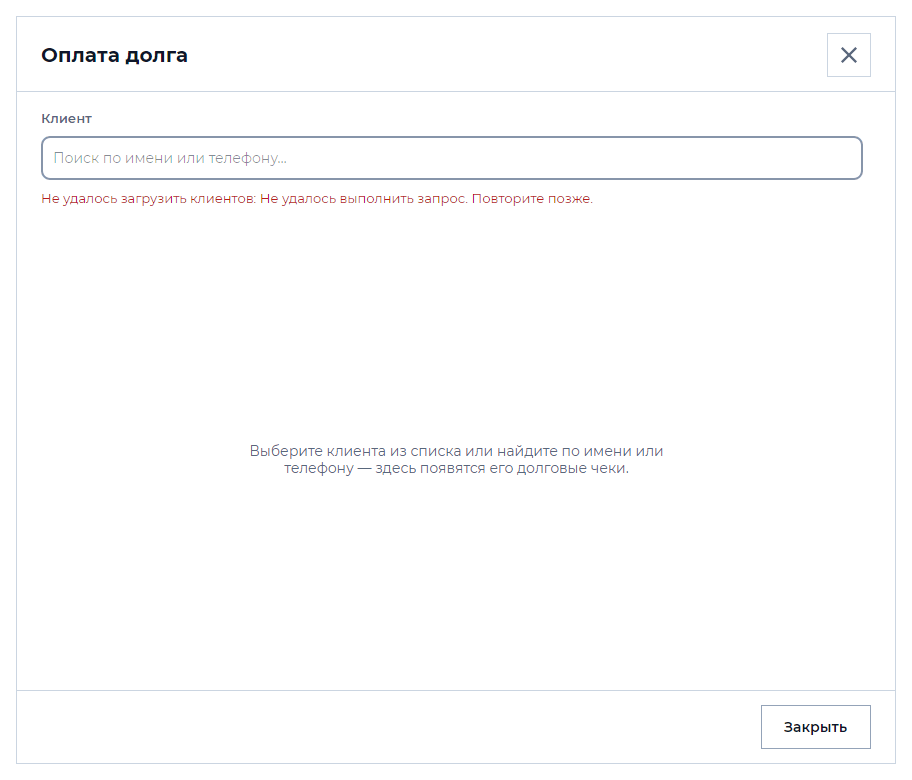 Оплата долга
Клиент
Поиск по имени или телефону...
Не удалось загрузить клиентов: Не удалось выполнить запрос. Повторите позже.
Выберите клиента из списка или найдите по имени или
телефону — здесь появятся его долговые чеки.
Закрыть